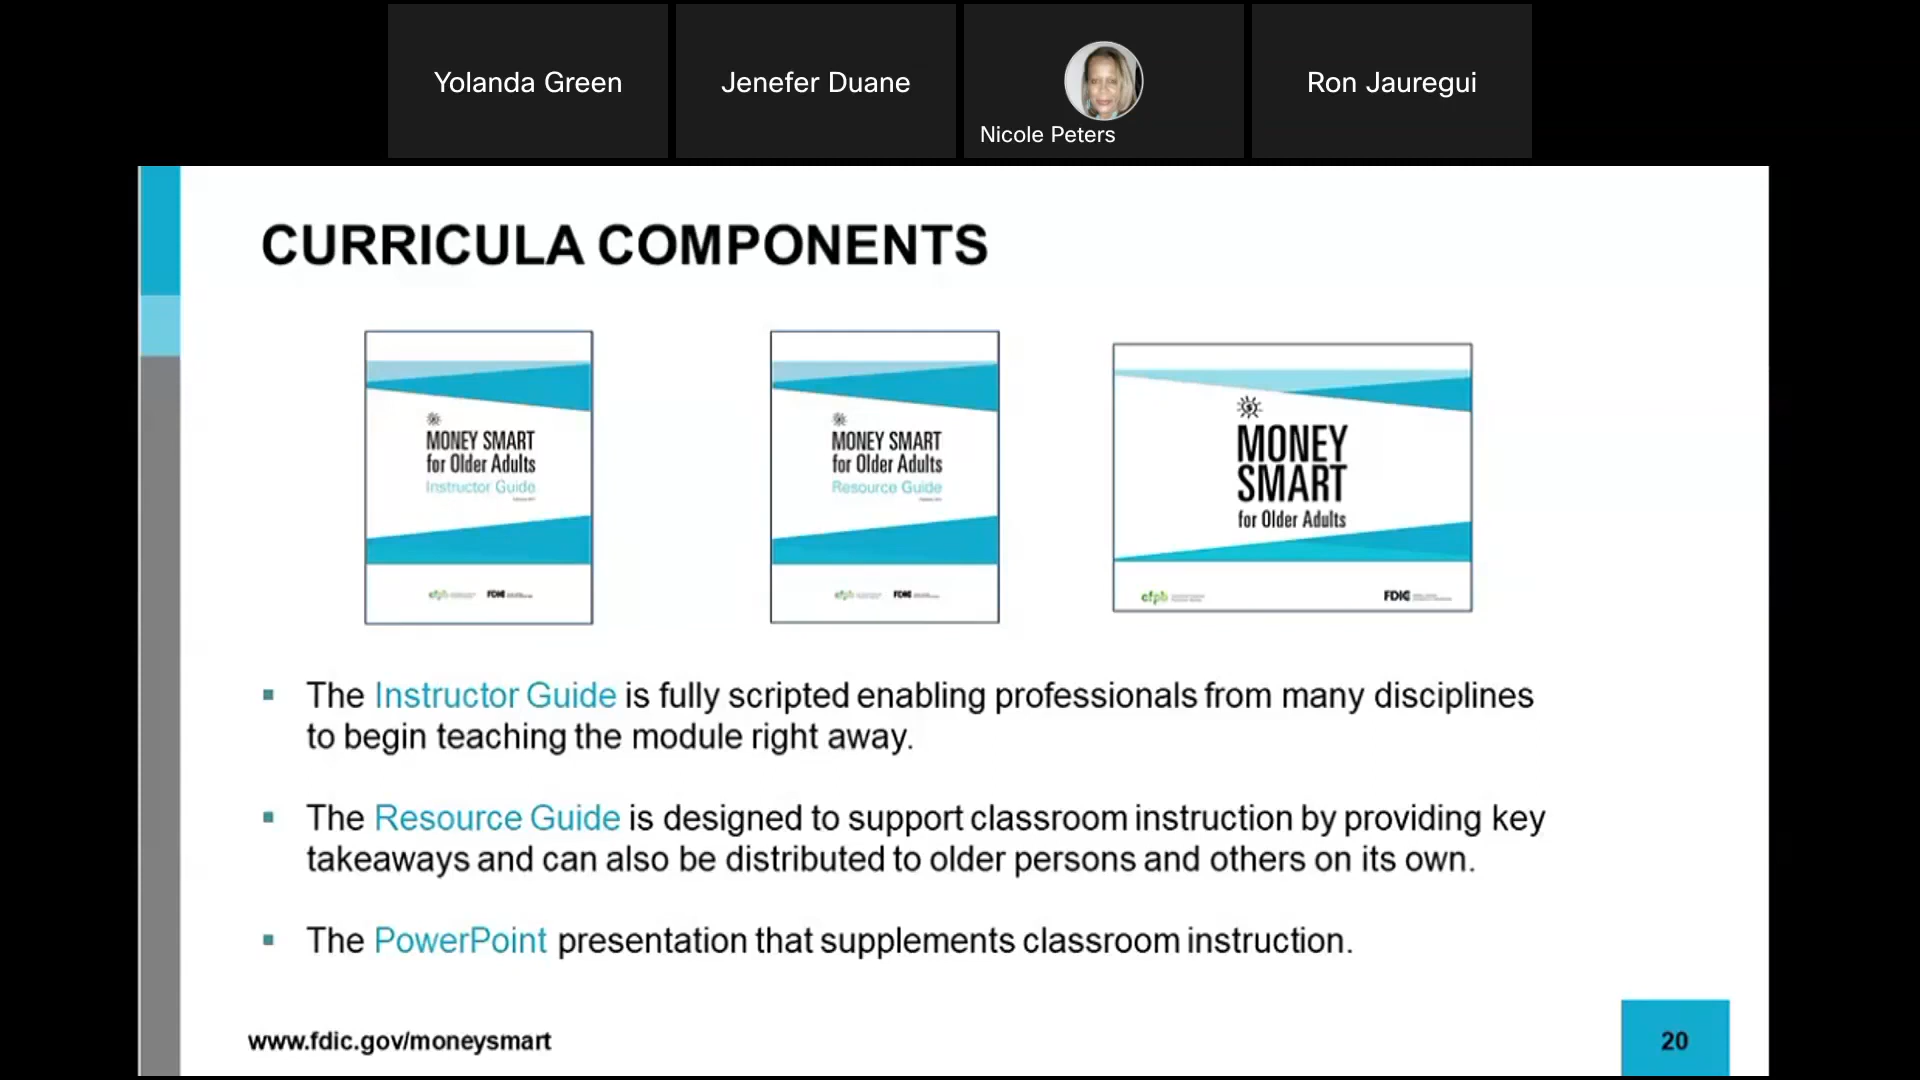 Yolanda Green
Jenefer Duane
Nicole Peters
Ron Jauregui
CURRICULA COMPONENTS
MONEY SMART
for Older Adults
Instructor Guide
cfpb
FDIC
MONEY SMART
for Older Adults
Resource Guide
cfpb
FDIC
MONEY
SMART
for Older Adults
cfpb
FDIC
The Instructor Guide is fully scripted enabling professionals from many disciplines
to begin teaching the module right away.
The Resource Guide is designed to support classroom instruction by providing key
takeaways and can also be distributed to older persons and others on its own.
The PowerPoint presentation that supplements classroom instruction.
www.fdic.gov/moneysmart
20